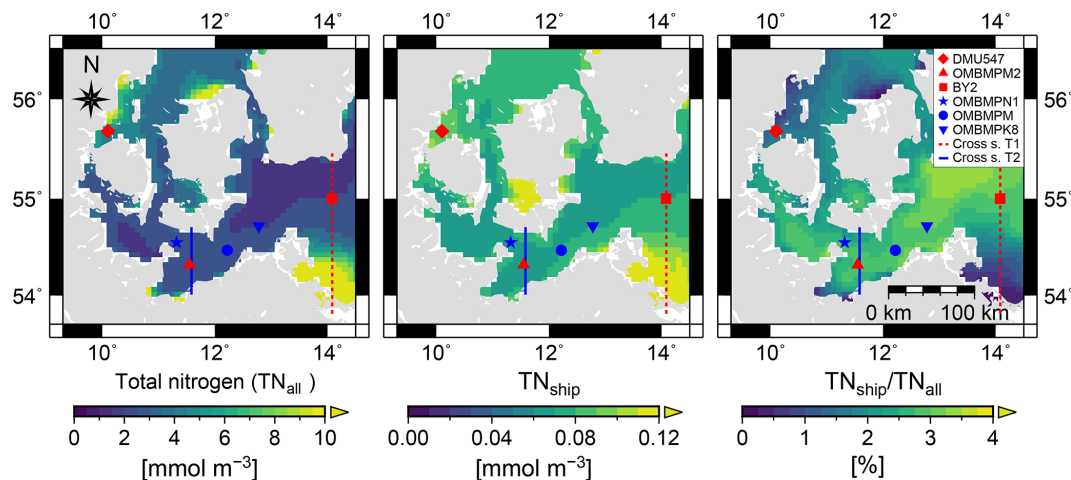 10° 12° 14° 10° 12° 14° 10° 12° 14°
N
DMU547
OMBMPM2
BY2
OMBMPN1
OMBMPM
OMBMPK8
Cross s. T1
Cross s. T2
56° 56°
55° 55°
54° 54°
0 km 100 km
10° 12° 14° 10° 12° 14° 10° 12° 14°
Total nitrogen (TNall ) TNship TNship/TNall
0 2 4 6 8 10 0.00 0.04 0.08 0.12 0 1 2 3 4
[mmol m−3] [mmol m−3] [%]